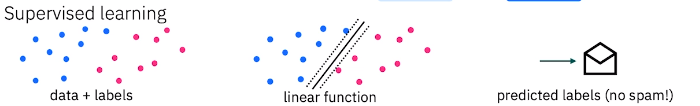 Supervised learning
data + labels
linear function
predicted labels (no spam!)